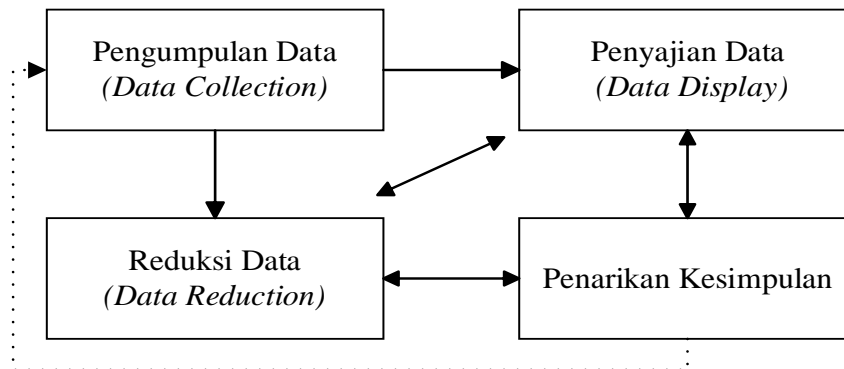 Pengumpulan Data
(Data Collection)
Penyajian Data
(Data Display)
Reduksi Data
(Data Reduction)
Penarikan Kesimpulan